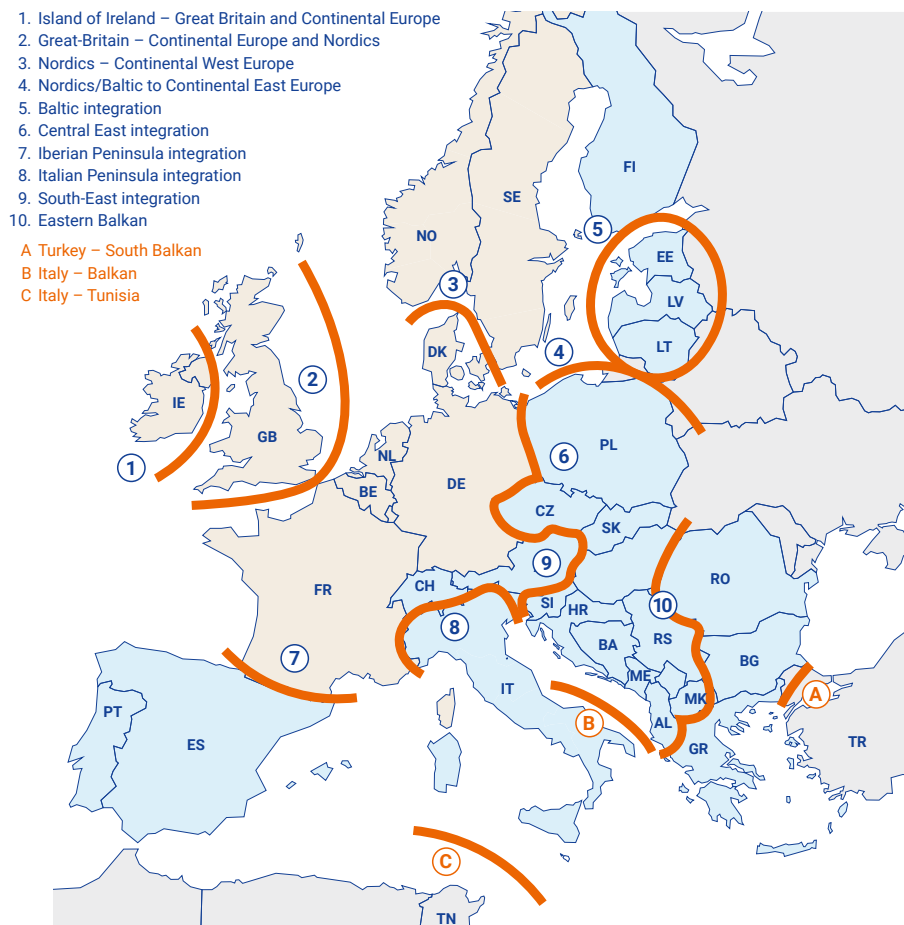 1. Island of Ireland – Great Britain and Continental Europe
2. Great-Britain – Continental Europe and Nordics
3. Nordics – Continental West Europe
4. Nordics/Baltic to Continental East Europe
5. Baltic integration
6. Central East integration
7. Iberian Peninsula integration
8. Italian Peninsula integration
9. South-East integration
10. Eastern Balkan
A Turkey – South Balkan
B Italy – Balkan
C Italy – Tunisia
FI
SE
NO
5
EE
3
LV
LT
DK
4
2
IE
GB
PL
NL
6
1
DE
BE
CZ
SK
9
RO
CH
FR
SI
HR
10
8
RS
BA
7
BG
ME
IT
MK
A
PT
B
AL
ES
GR
TR
C
TN